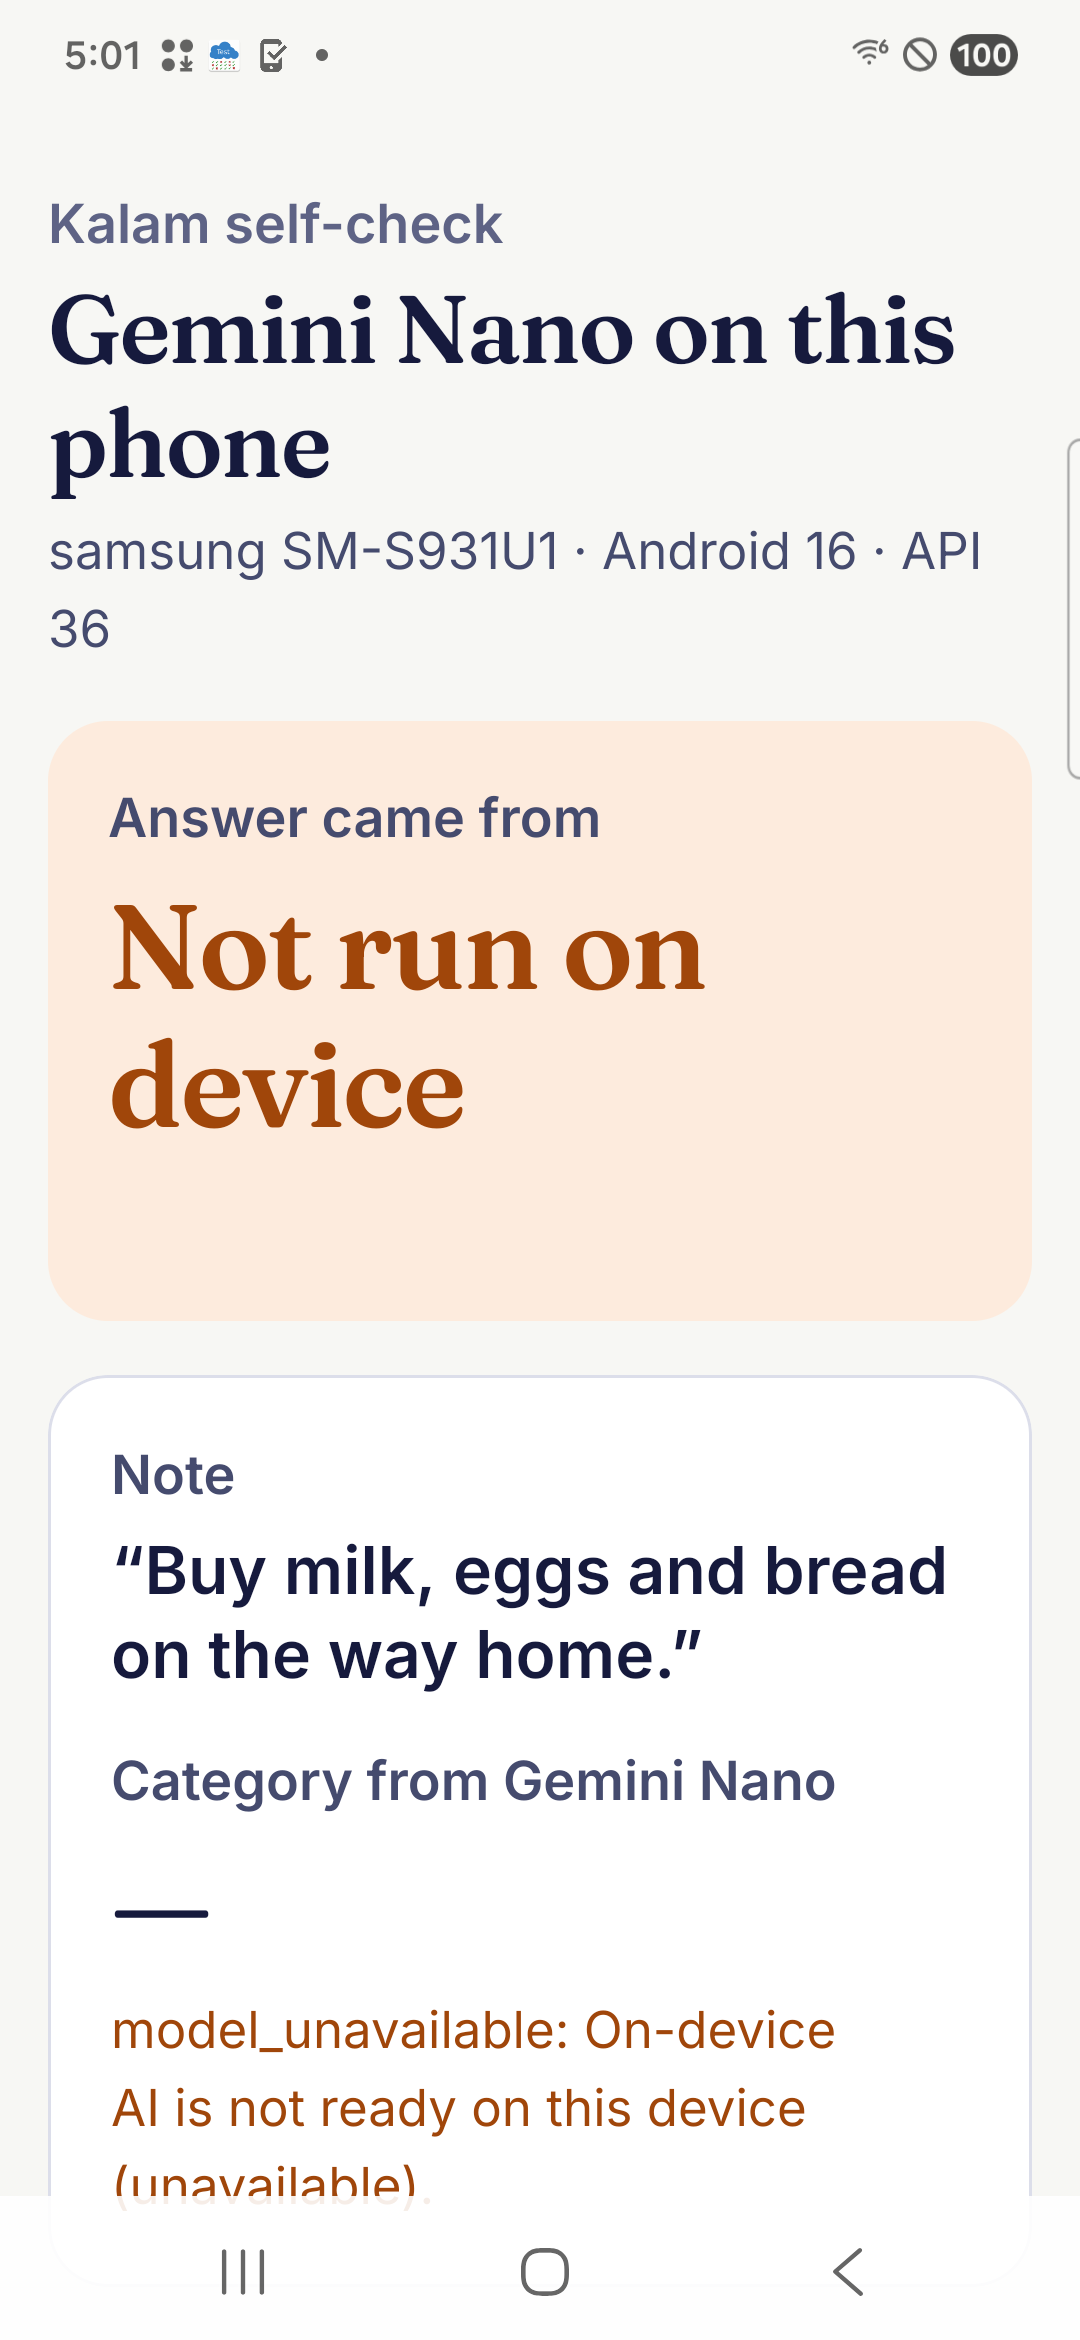 5:01
Test
6
100
Kalam self-check
Gemini Nano on this
phone
samsung SM-S931U1 · Android 16 · API
36
Answer came from
Not run on
device
Note
“Buy milk, eggs and bread
on the way home.”
Category from Gemini Nano
—
model_unavailable: On-device
AI is not ready on this device
(unavailable).